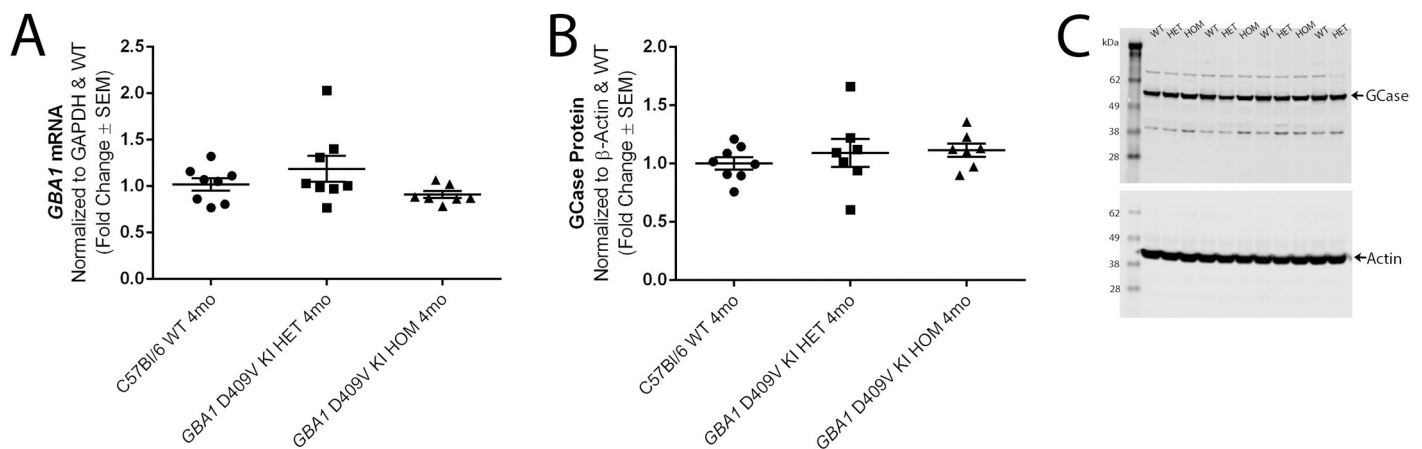 A
GBA1 mRNA
Normalized to GAPDH & WT
(Fold Change ± SEM)
2.5
2.0
1.5
1.0
0.5
0.0
C57Bl/6 WT 4mo
GBA1 D409V KI HET 4mo
GBA1 D409V KI HOM 4mo
B
GCase Protein
Normalized to β-Actin & WT
(Fold Change ± SEM)
2.0
1.5
1.0
0.5
0.0
C57Bl/6 WT 4mo
GBA1 D409V KI HET 4mo
GBA1 D409V KI HOM 4mo
C
kDa
WT HET HOM WT HET HOM WT HET HOM WT HET
62
49
38
28
GCase
62
49
38
28
Actin